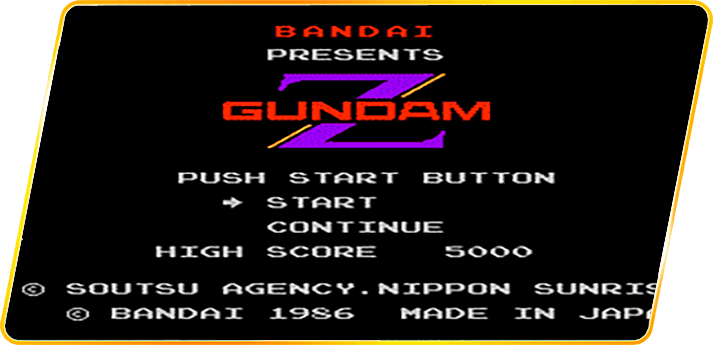 BANDAI
PRESENTS
Z
GUNDAM
PUSH START BUTTON
➔ START
CONTINUE
HIGH SCORE 5000
© SOUTSU AGENCY.NIPPON SUNRIS
© BANDAI 1986 MADE IN JAPA